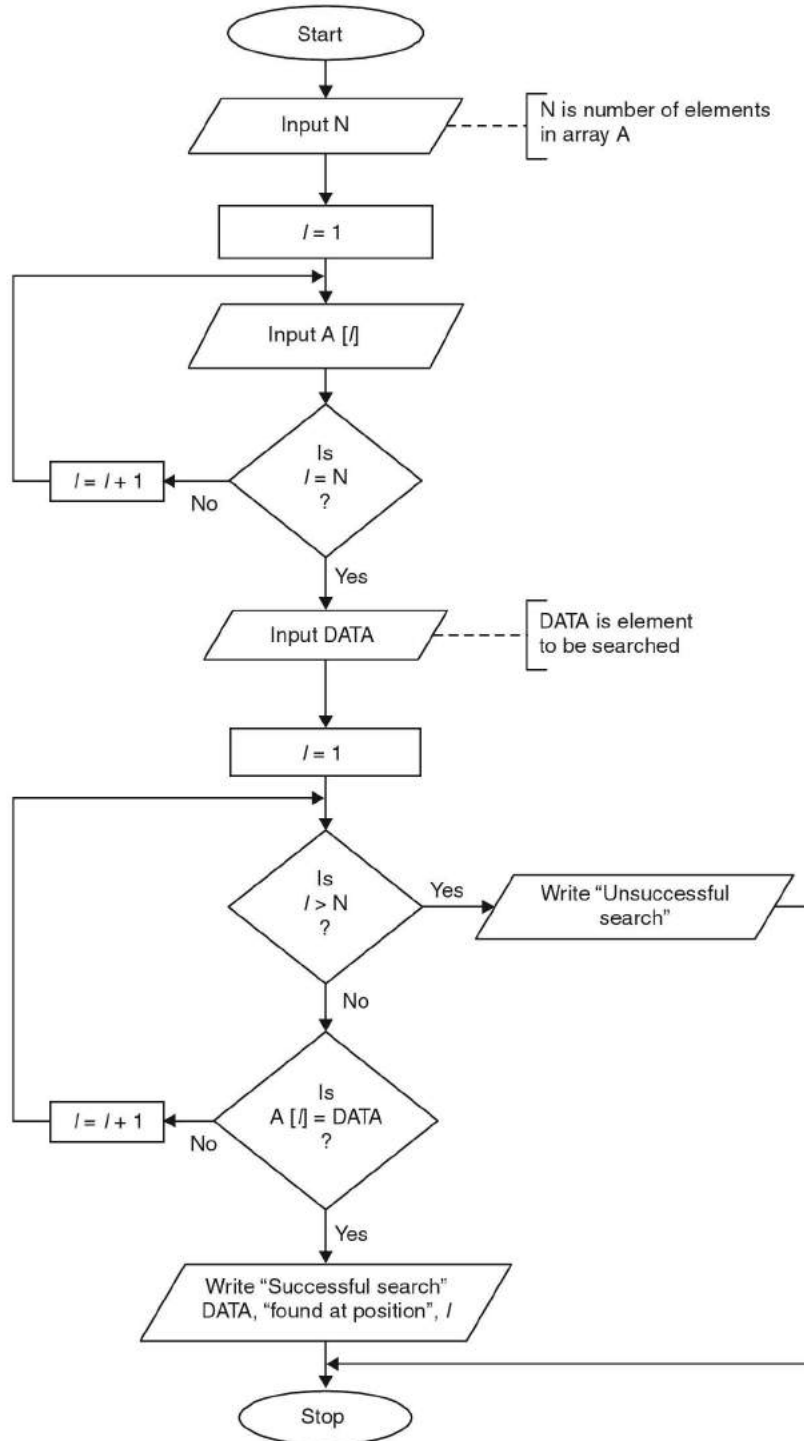 Start
Input N
N is number of elements
in array A
I = 1
Input A [I]
Is
I = N
?
I = I + 1
No
Yes
Input DATA
DATA is element
to be searched
I = 1
Is
I > N
?
Yes
Write “Unsuccessful
search”
No
Is
A [I] = DATA
?
I = I + 1
No
Yes
Write “Successful search”
DATA, “found at position”, I
Stop